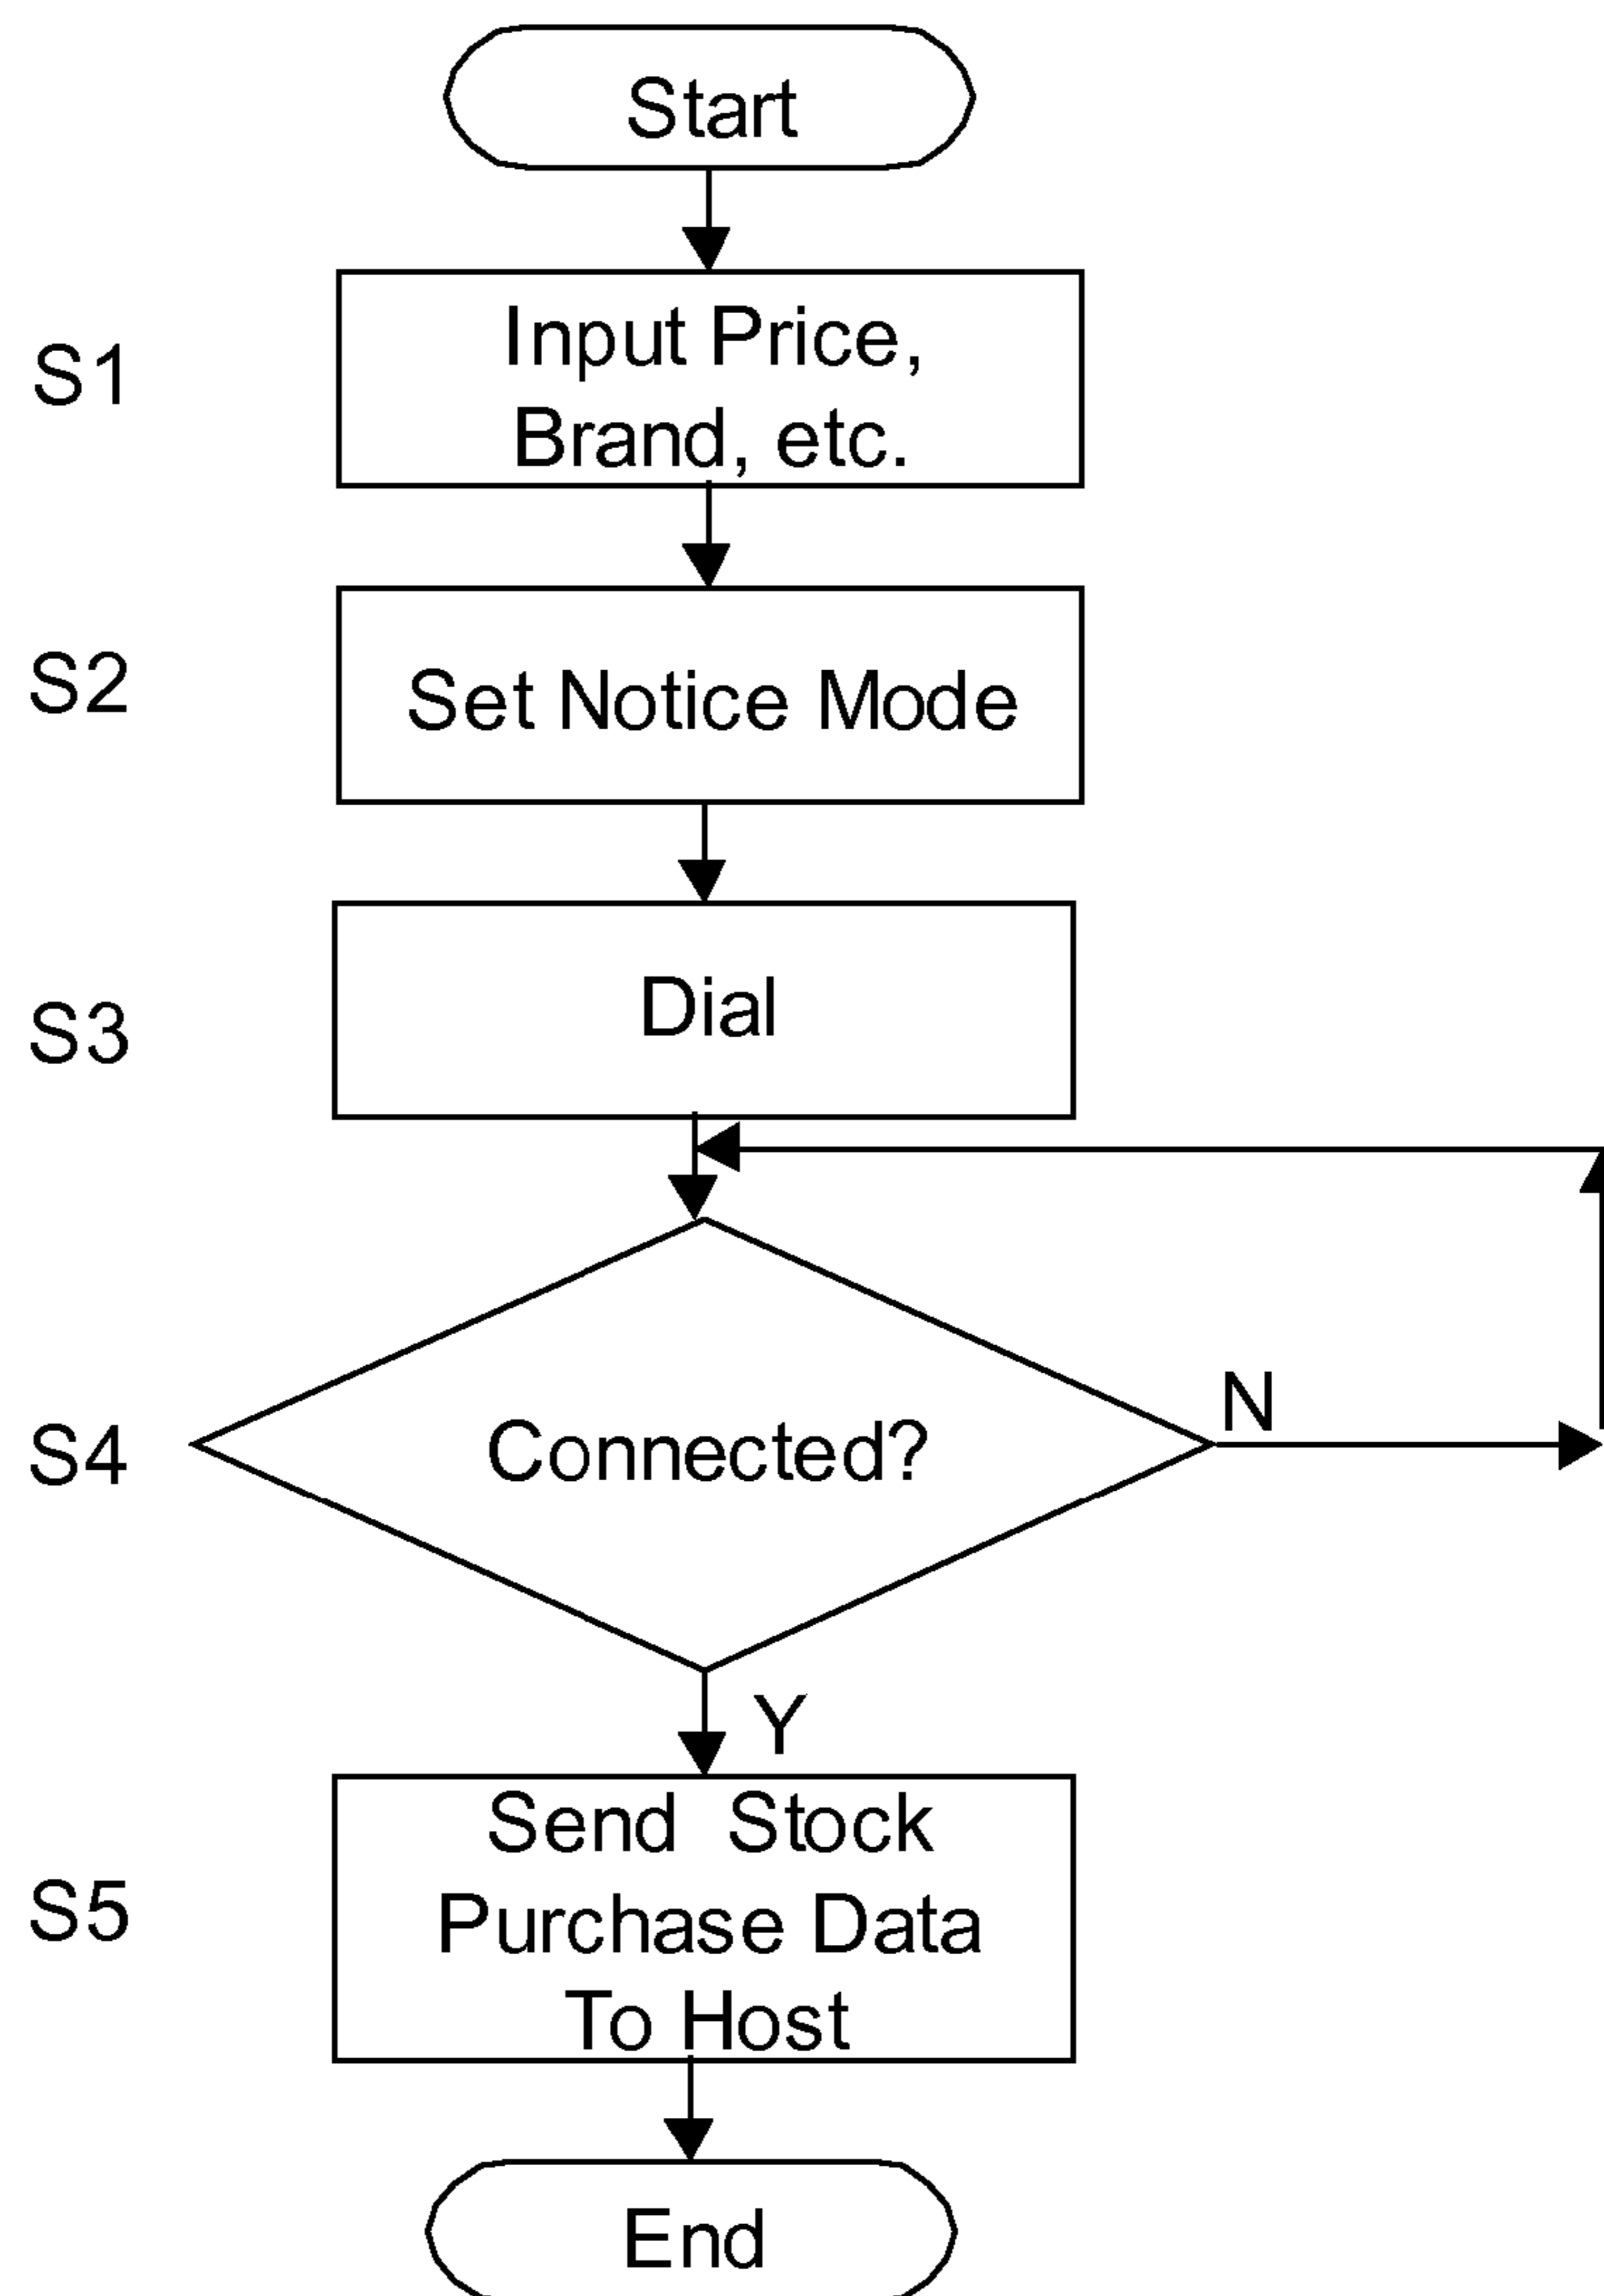 Start
S1
Input Price,
Brand, etc.
S2
Set Notice Mode
S3
Dial
S4
Connected?
N
Y
S5
Send Stock
Purchase Data
To Host
End